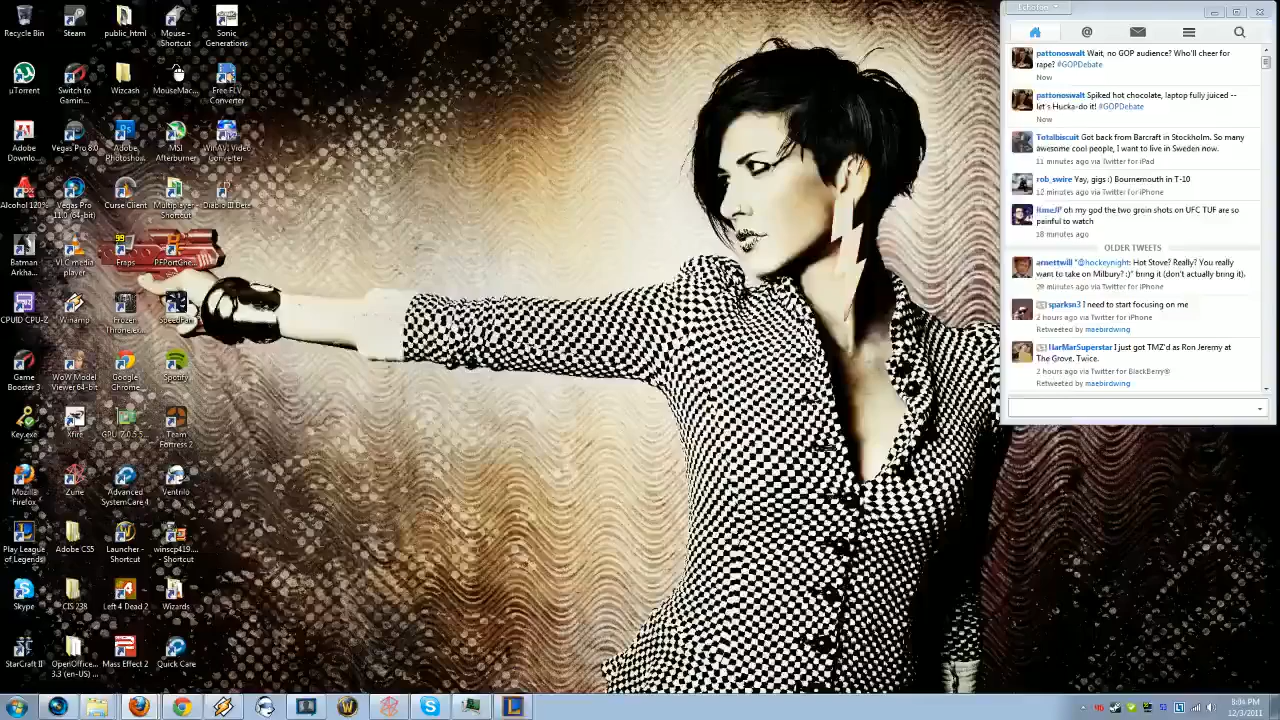 Recycle Bin
Steam
public_html
Mouse - Shortcut
Sonic Generations
µTorrent
Switch to Gamin...
Wizcash
MouseMac...
Free FLV Converter
Adobe Downlo...
Vegas Pro 8.0
Adobe Photosho...
MSI Afterburner
WinAVI Video Converter
Alcohol 120%
Vegas Pro 11.0 (64-bit)
Curse Client
Multiplayer - Shortcut
Diablo III Beta
Batman Arkha...
VLC media player
99
Fraps
PFPortChe...
CPUID CPU-Z
Winamp
Frozen Throne.ex...
SpeedFan
Game Booster 3
WoW Model Viewer 64-bit
Google Chrome
Spotify
Key.exe
Xfire
GPU-Z.0.5.5...
Team Fortress 2
Mozilla Firefox
Zune
Advanced SystemCare 4
Ventrilo
Play League of Legends
Adobe CS5
Launcher - Shortcut
winscp419.... - Shortcut
Skype
CIS 238
Left 4 Dead 2
Wizards
StarCraft II
OpenOffice... 3.3 (en-US) ...
Mass Effect 2
Quick Care
Echofon
pattonoswalt Wait, no GOP audience? Who'll cheer for
rape? #GOPDebate
Now
pattonoswalt Spiked hot chocolate, laptop fully juiced --
let's Hucka-do it! #GOPDebate
Now
Totalbiscuit Got back from Barcraft in Stockholm. So many
awesome cool people, I want to live in Sweden now.
11 minutes ago via Twitter for iPad
rob_swire Yay, gigs :) Bournemouth in T-10
12 minutes ago via Twitter for iPhone
oh my god the two groin shots on UFC TUF are so
painful to watch
18 minutes ago
OLDER TWEETS
arnettwill "@hockeynight: Hot Stove? Really? You really
want to take on Milbury? ;)" bring it (don't actually bring it).
29 minutes ago via Twitter for iPhone
sparksn3 I need to start focusing on me
2 hours ago via Twitter for iPhone
Retweeted by maebirdwing
HarMarSuperstar I just got TMZ'd as Ron Jeremy at
The Grove. Twice.
2 hours ago via Twitter for BlackBerry®
Retweeted by maebirdwing
8:04 PM
12/3/2011